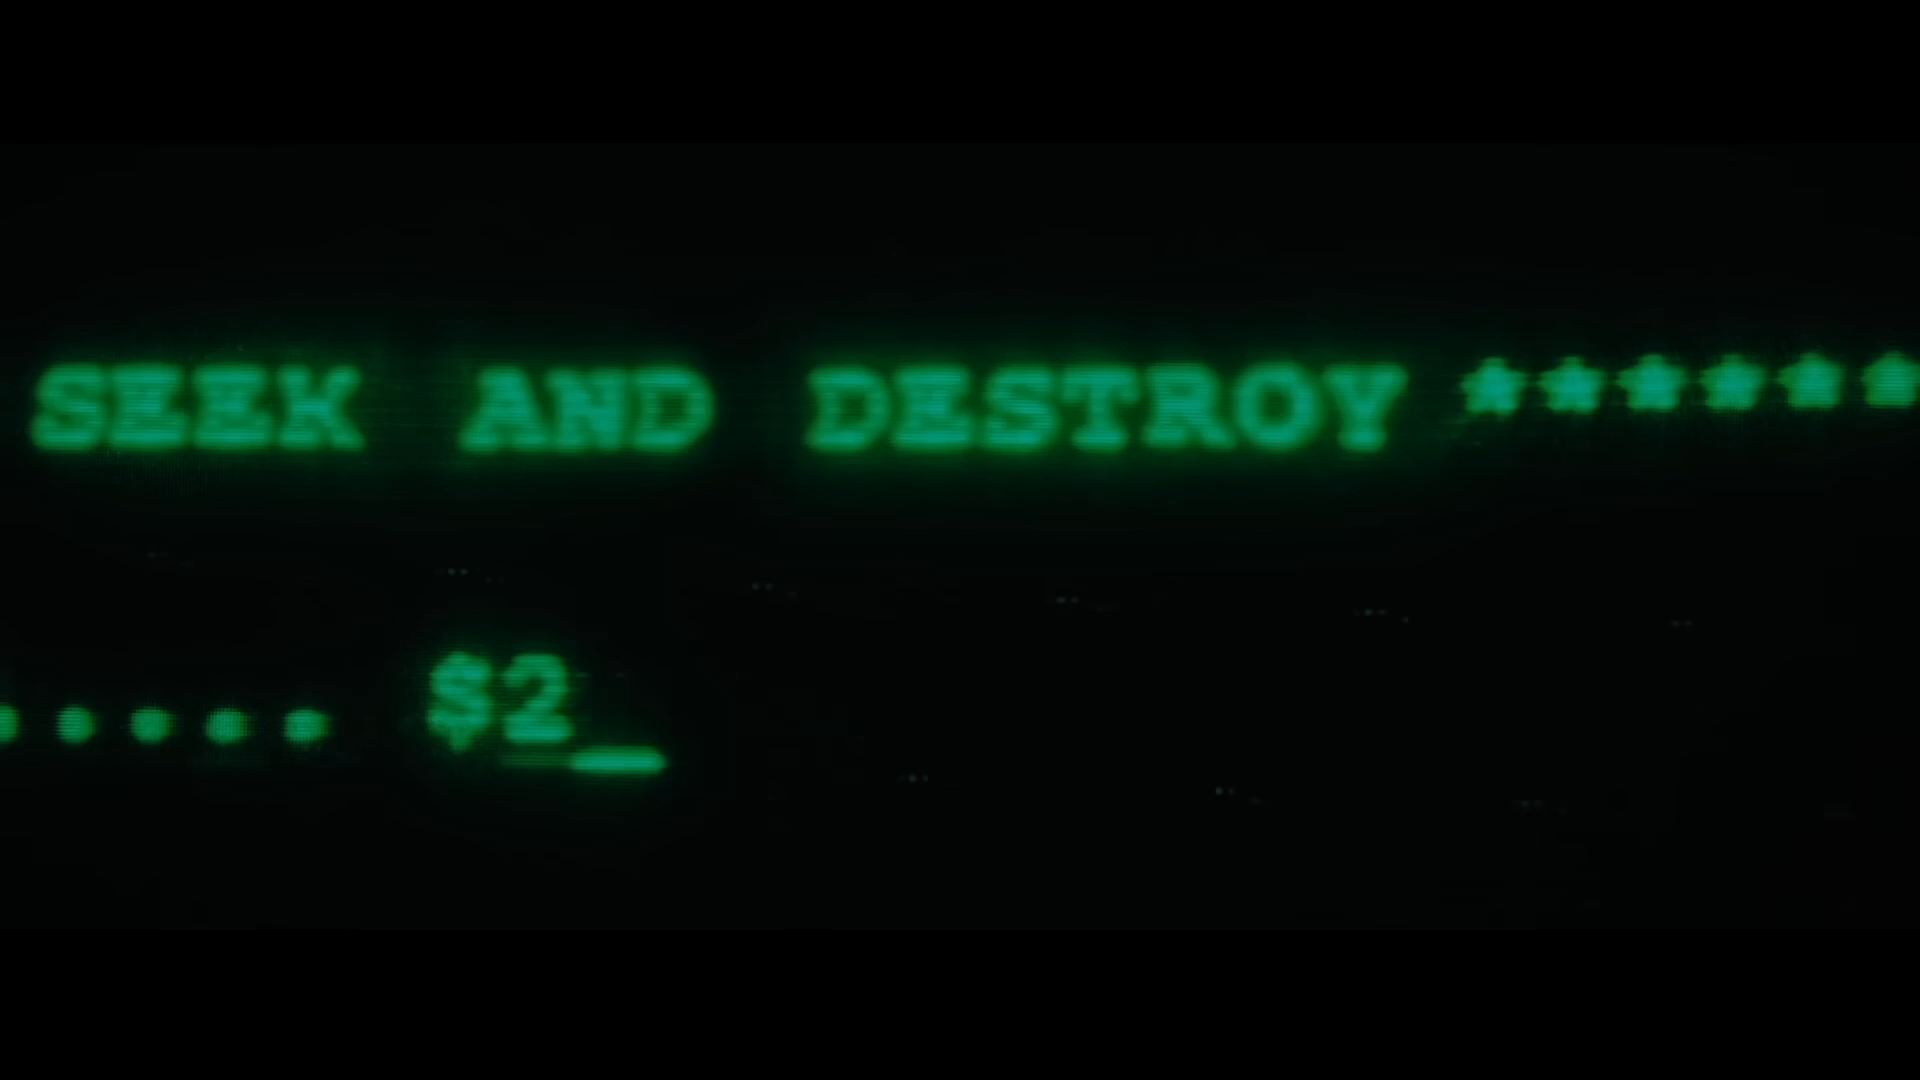 SEEK AND DESTROY ******
..... $2_